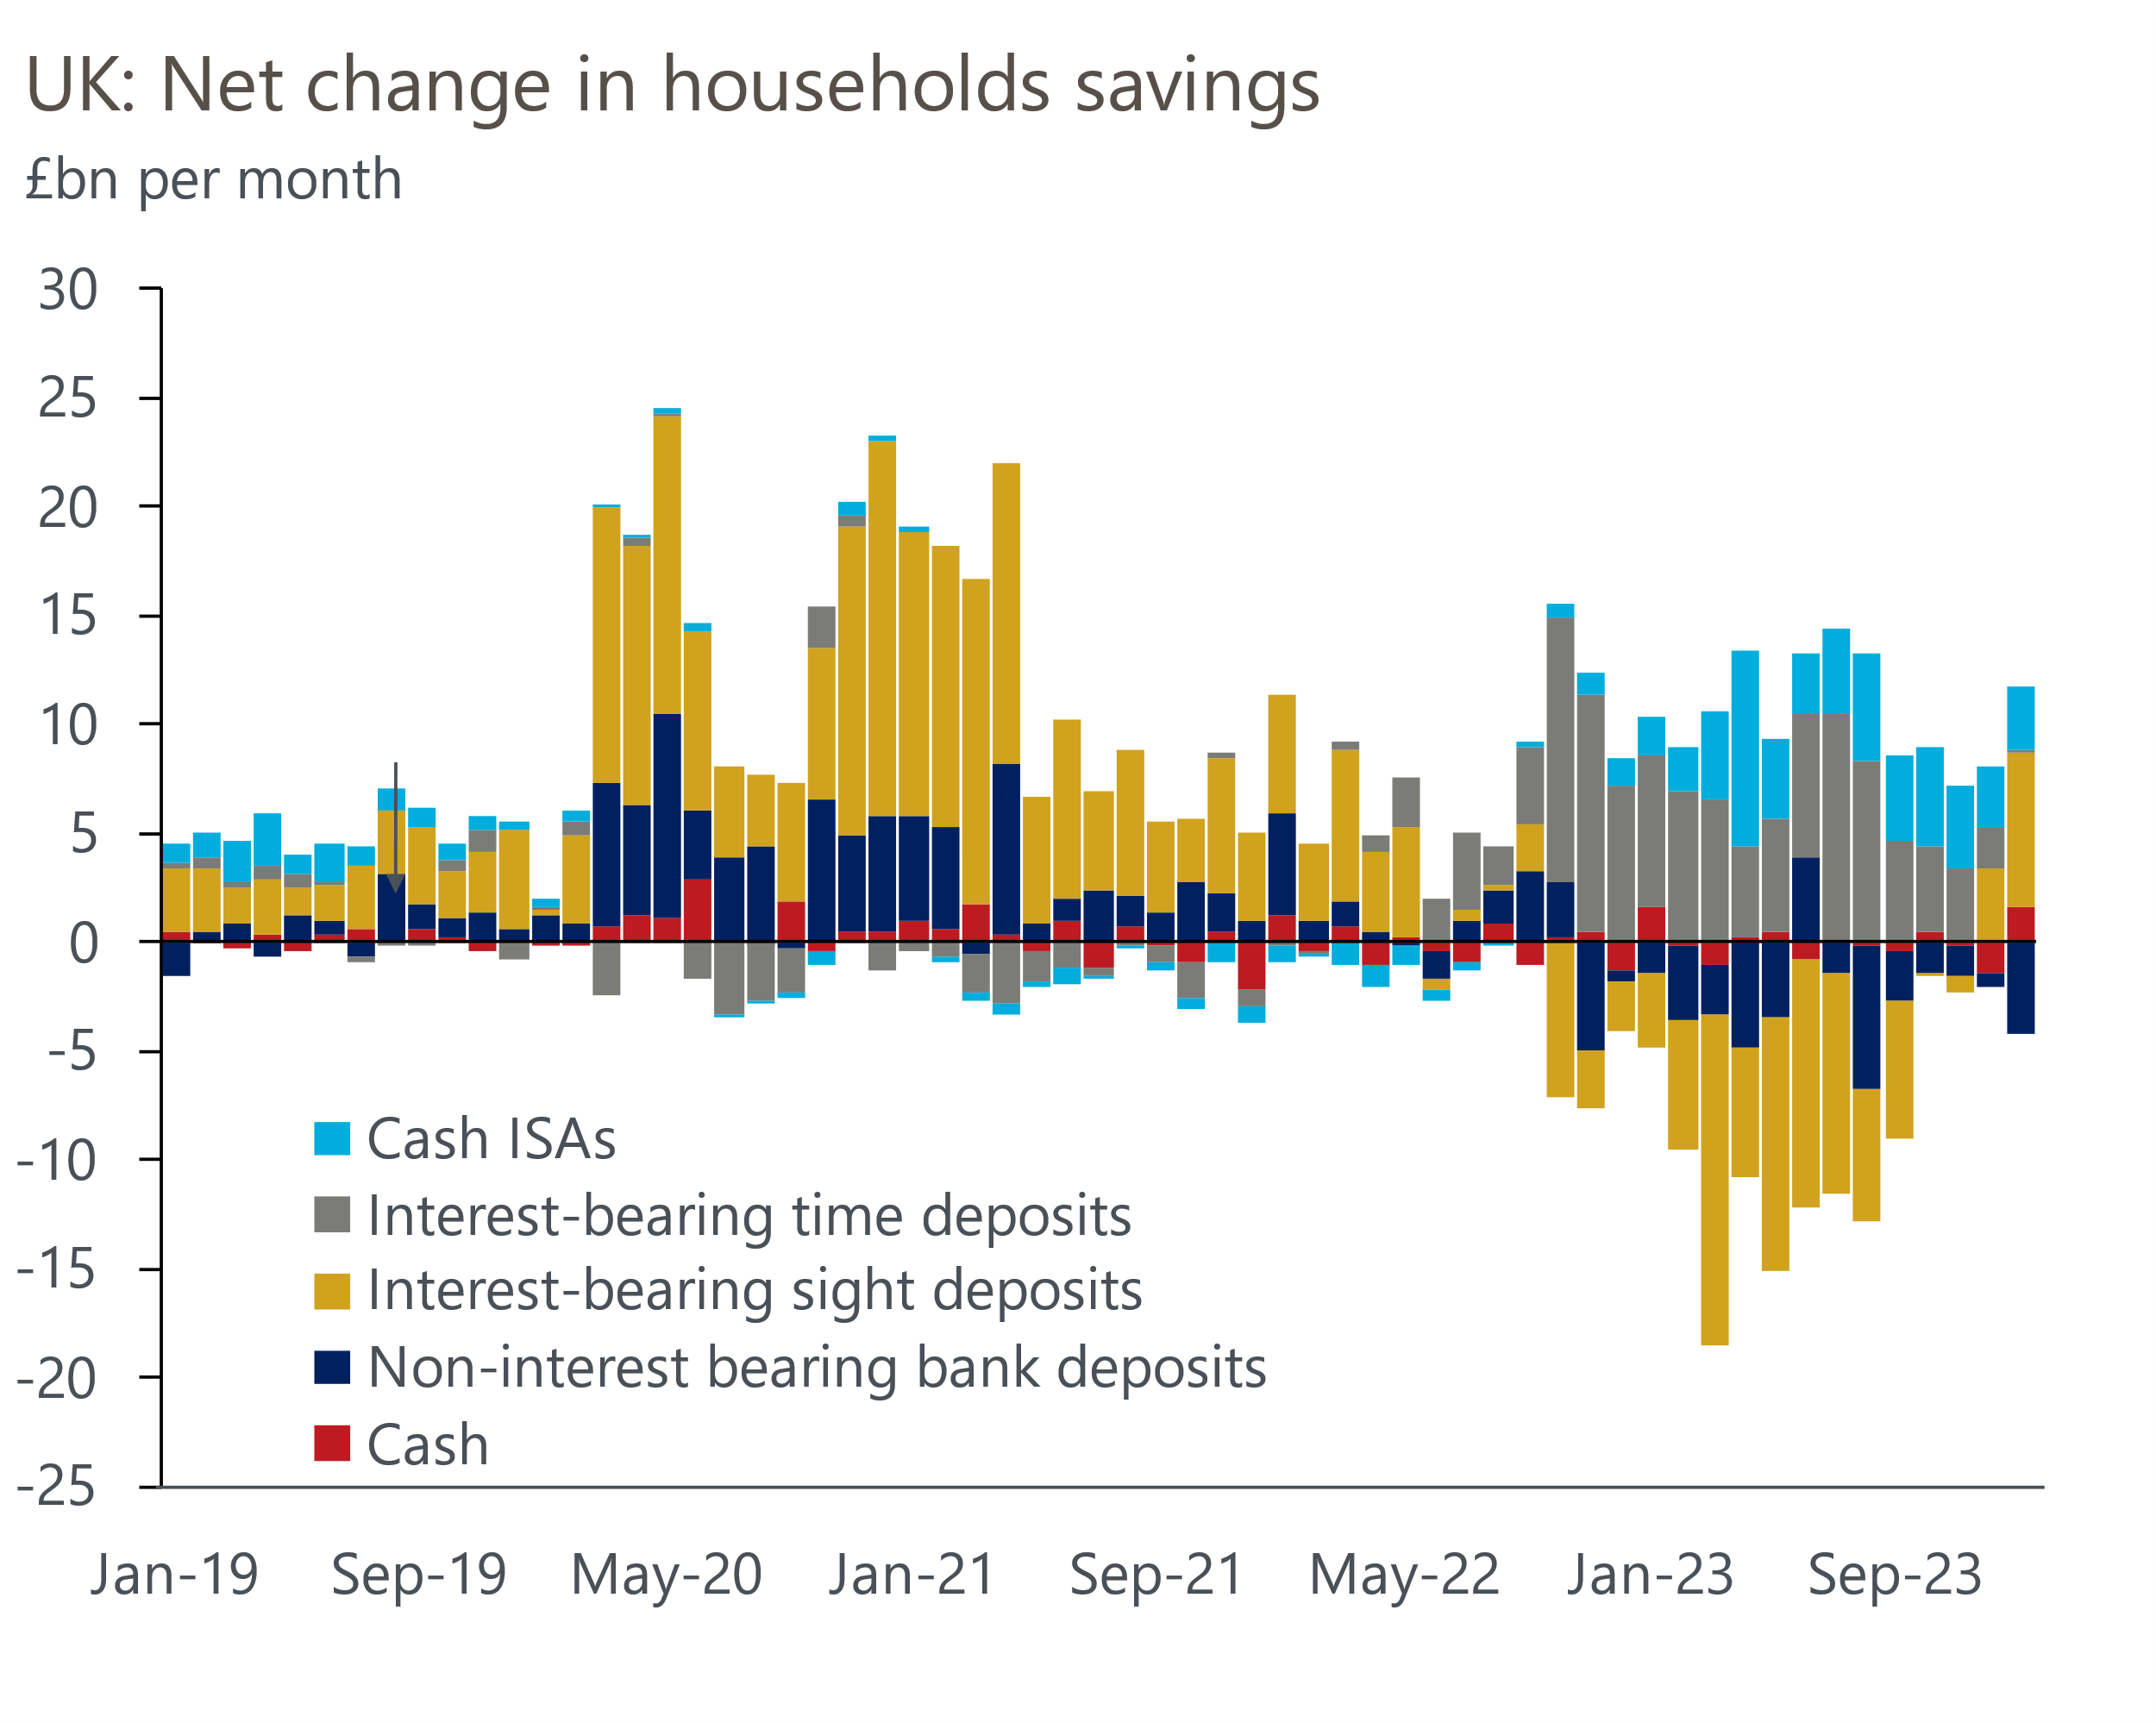 UK: Net change in households savings
£bn per month
30
25
20
15
10
5
0
-5
-10
-15
-20
-25
Cash ISAs
Interest-bearing time deposits
Interest-bearing sight deposits
Non-interest bearing bank deposits
Cash
Jan-19 Sep-19 May-20 Jan-21 Sep-21 May-22 Jan-23 Sep-23